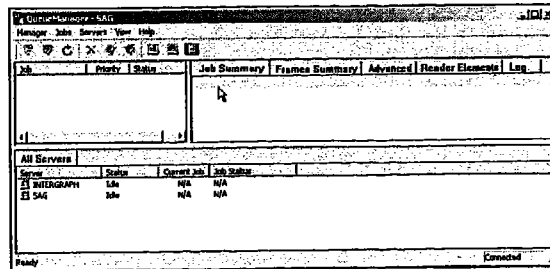 QueueManager - SAG
Manager Jobs Servers View Help
Job Priority Status
Job Summary Frames Summary Advanced Render Elements Log
All Servers
Server Status Current Job Job Status
INTERGRAPH Idle N/A N/A
SAG Idle N/A N/A
Ready Connected